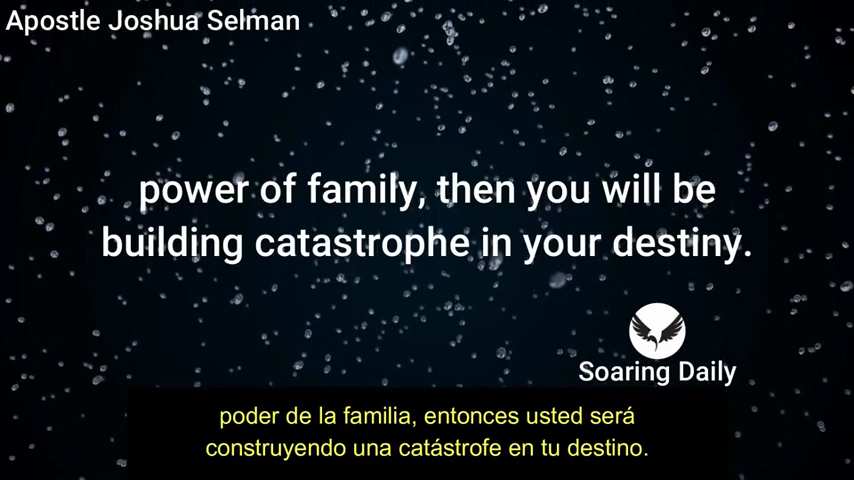 Apostle Joshua Selman
power of family, then you will be
building catastrophe in your destiny.
Soaring Daily
poder de la familia, entonces usted será
construyendo una catástrofe en tu destino.